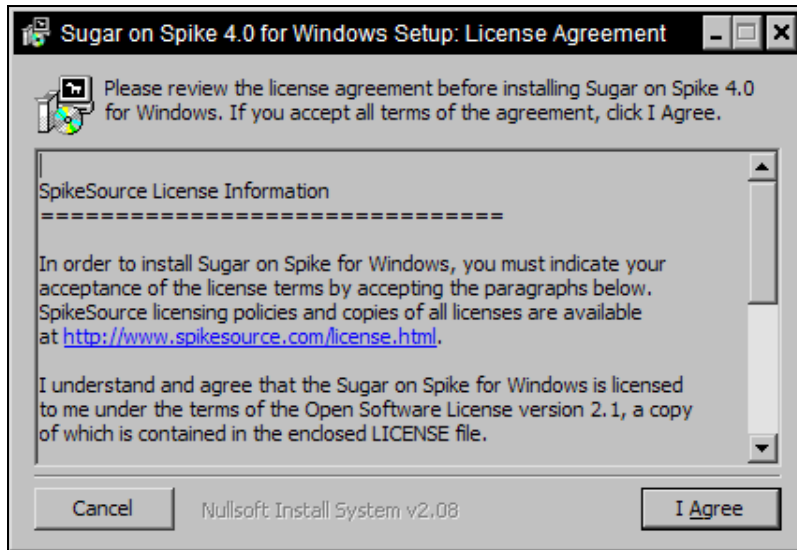 Sugar on Spike 4.0 for Windows Setup: License Agreement
Please review the license agreement before installing Sugar on Spike 4.0
for Windows. If you accept all terms of the agreement, click I Agree.
SpikeSource License Information
===============================
In order to install Sugar on Spike for Windows, you must indicate your
acceptance of the license terms by accepting the paragraphs below.
SpikeSource licensing policies and copies of all licenses are available
at http://www.spikesource.com/license.html.
I understand and agree that the Sugar on Spike for Windows is licensed
to me under the terms of the Open Software License version 2.1, a copy
of which is contained in the enclosed LICENSE file.
Cancel
Nullsoft Install System v2.08
I Agree